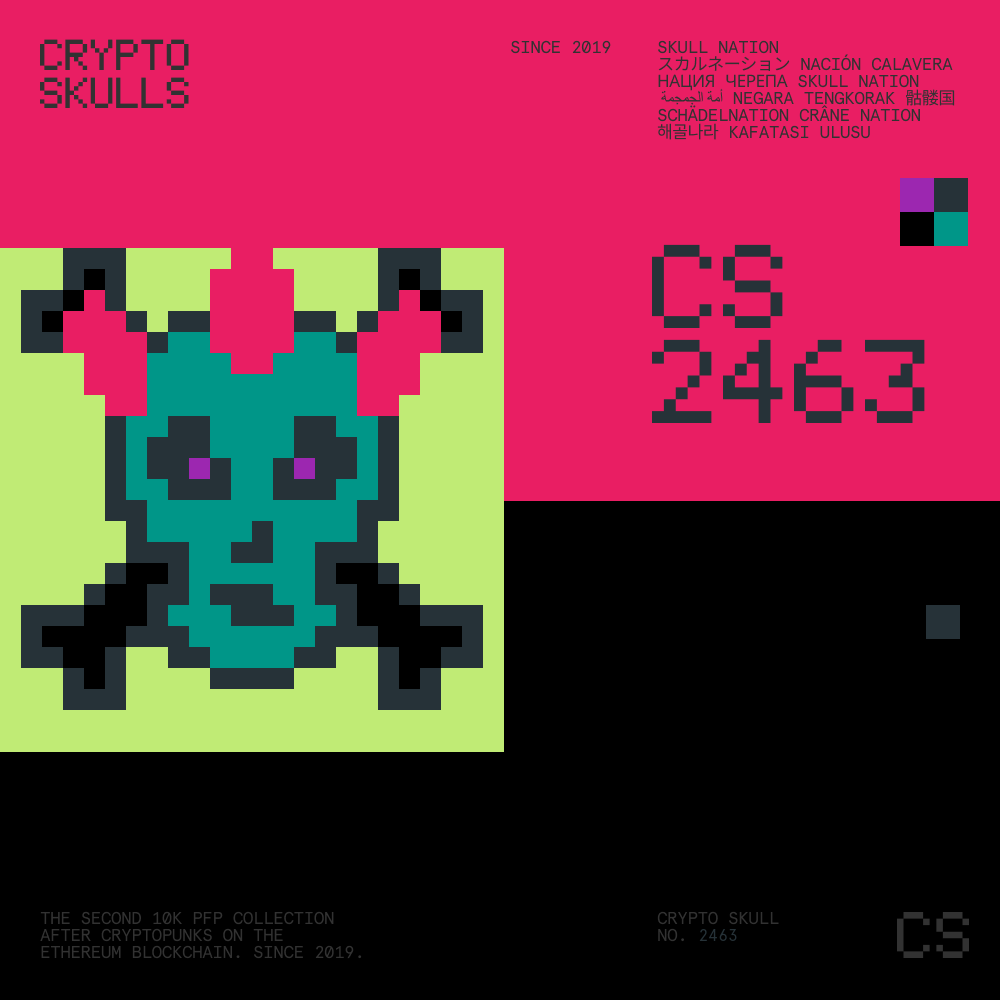 CRYPTO
SKULLS
SINCE 2019
SKULL NATION
スカルネーション NACIÓN CALAVERA
НАЦИЯ ЧЕРЕПА SKULL NATION
أمة الجمجمة NEGARA TENGKORAK 骷髅国
SCHÄDELNATION CRÂNE NATION
해골나라 KAFATASI ULUSU
CS
2463
THE SECOND 10K PFP COLLECTION
AFTER CRYPTOPUNKS ON THE
ETHEREUM BLOCKCHAIN. SINCE 2019.
CRYPTO SKULL
NO. 2463
CS